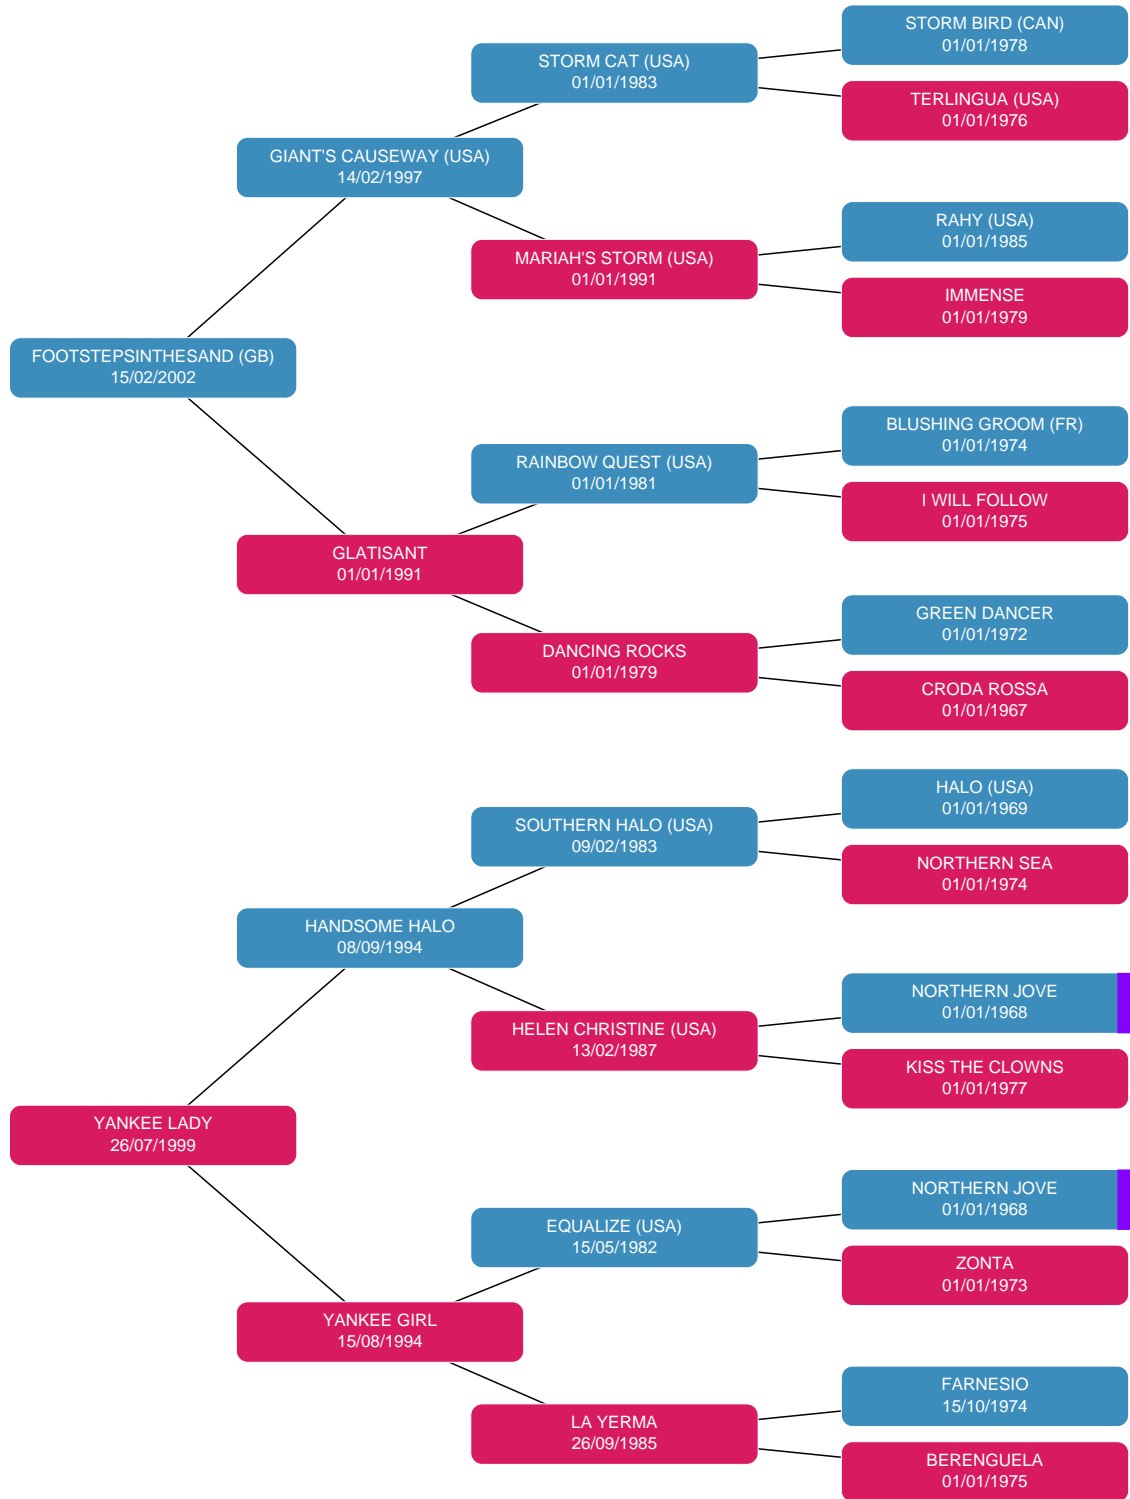 STORM BIRD (CAN)
01/01/1978
STORM CAT (USA)
01/01/1983
TERLINGUA (USA)
01/01/1976
GIANT'S CAUSEWAY (USA)
14/02/1997
RAHY (USA)
01/01/1985
MARIAH'S STORM (USA)
01/01/1991
IMMENSE
01/01/1979
FOOTSTEPSINTHESAND (GB)
15/02/2002
BLUSHING GROOM (FR)
01/01/1974
RAINBOW QUEST (USA)
01/01/1981
I WILL FOLLOW
01/01/1975
GLATISANT
01/01/1991
GREEN DANCER
01/01/1972
DANCING ROCKS
01/01/1979
CRODA ROSSA
01/01/1967
HALO (USA)
01/01/1969
SOUTHERN HALO (USA)
09/02/1983
NORTHERN SEA
01/01/1974
HANDSOME HALO
08/09/1994
NORTHERN JOVE
01/01/1968
HELEN CHRISTINE (USA)
13/02/1987
KISS THE CLOWNS
01/01/1977
YANKEE LADY
26/07/1999
NORTHERN JOVE
01/01/1968
EQUALIZE (USA)
15/05/1982
ZONTA
01/01/1973
YANKEE GIRL
15/08/1994
FARNESIO
15/10/1974
LA YERMA
26/09/1985
BERENGUELA
01/01/1975